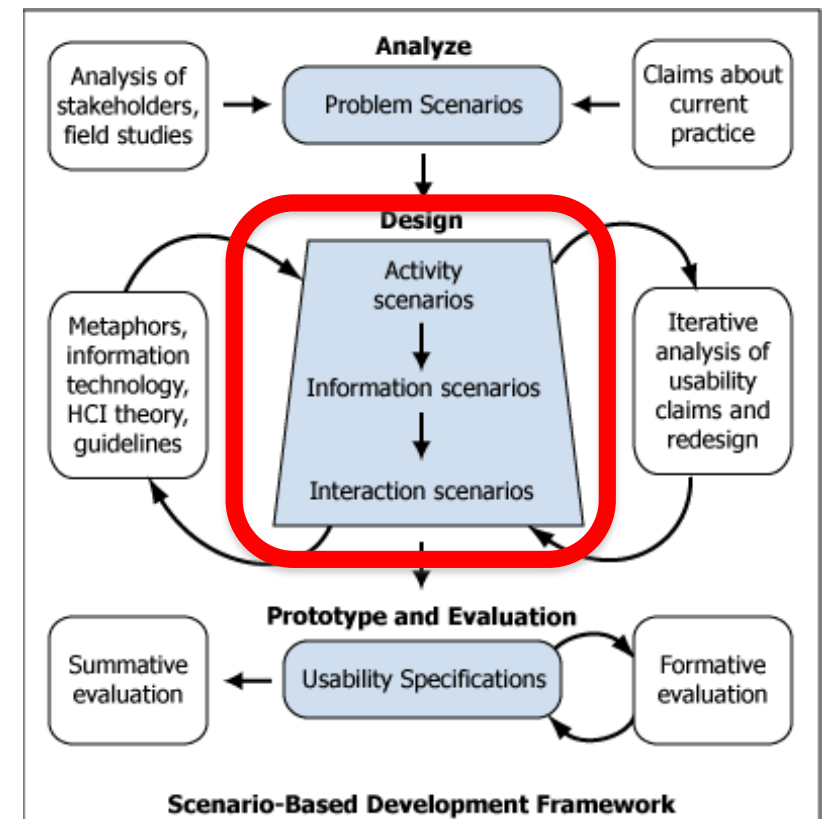 Analyze
Analysis of
stakeholders,
field studies
Problem Scenarios
Claims about
current
practice
Design
Metaphors,
information
technology,
HCI theory,
guidelines
Activity
scenarios
Information scenarios
Interaction scenarios
Iterative
analysis of
usability
claims and
redesign
Prototype and Evaluation
Summative
evaluation
Usability Specifications
Formative
evaluation
Scenario-Based Development Framework